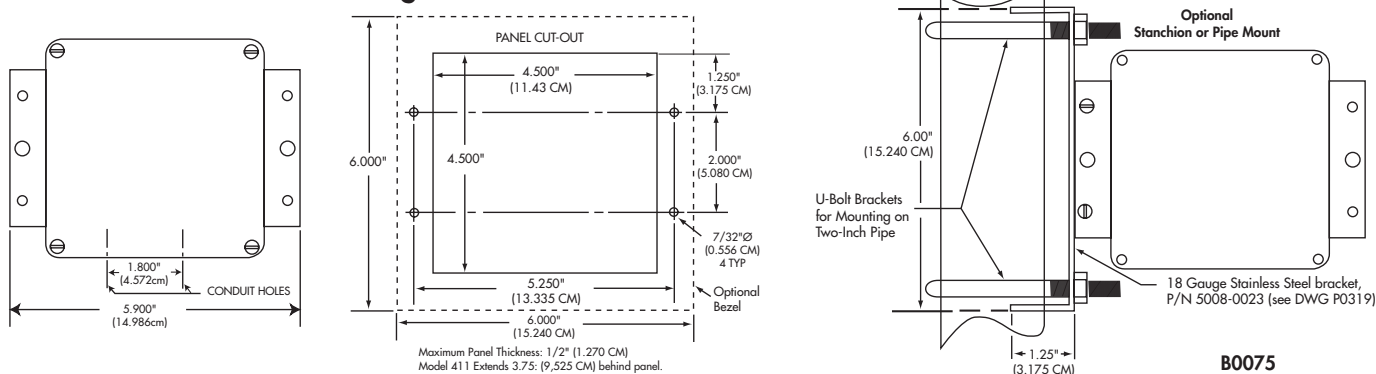 1.800"
(4.572cm)
CONDUIT HOLES
5.900"
(14.986cm)
PANEL CUT-OUT
4.500"
(11.43 CM)
1.250"
(3.175 CM)
6.000"
4.500"
2.000"
(5.080 CM)
7/32"Ø
(0.556 CM)
4 TYP
5.250"
(13.335 CM)
Optional
Bezel
6.000"
(15.240 CM)
Maximum Panel Thickness: 1/2" (1.270 CM)
Model 411 Extends 3.75: (9,525 CM) behind panel.
Optional
Stanchion or Pipe Mount
6.00"
(15.240 CM)
U-Bolt Brackets
for Mounting on
Two-Inch Pipe
18 Gauge Stainless Steel bracket,
P/N 5008-0023 (see DWG P0319)
1.25"
(3.175 CM)
B0075